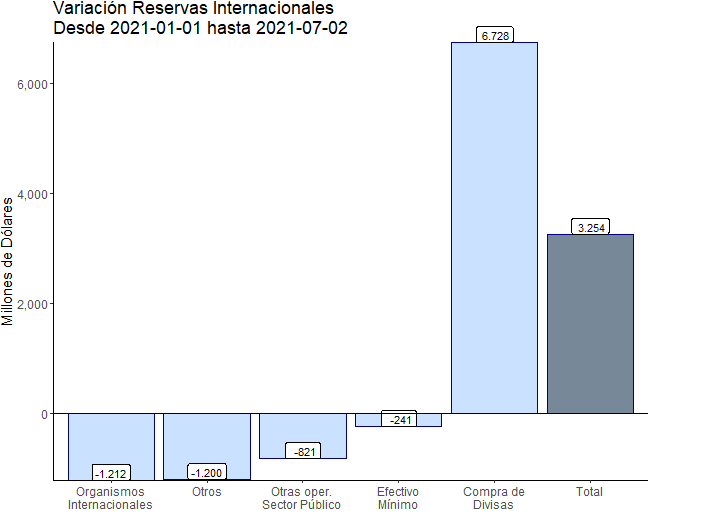 Variación Reservas Internacionales
Desde 2021-01-01 hasta 2021-07-02
Millones de Dólares
6,000
4,000
2,000
0
-1.212
-1.200
-821
-241
6.728
3.254
Organismos
Internacionales
Otros
Otras oper.
Sector Público
Efectivo
Mínimo
Compra de
Divisas
Total